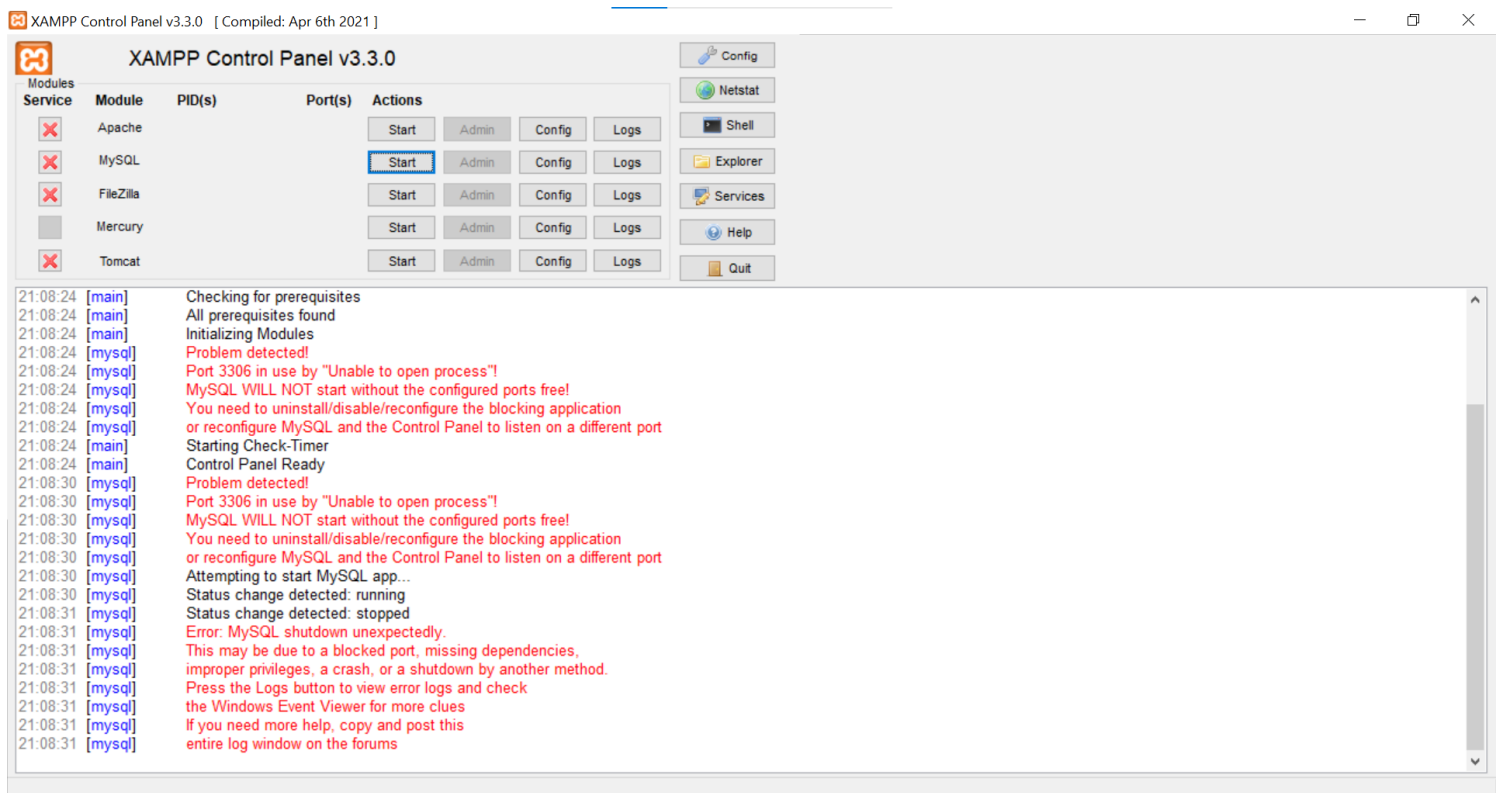 XAMPP Control Panel v3.3.0 [ Compiled: Apr 6th 2021 ]
XAMPP Control Panel v3.3.0
Config
Modules
Netstat
Service Module PID(s) Port(s) Actions
Shell
Apache Start Admin Config Logs
MySQL Start Admin Config Logs
Explorer
FileZilla Start Admin Config Logs
Services
Mercury Start Admin Config Logs
Help
Tomcat Start Admin Config Logs
Quit
21:08:24 [main] Checking for prerequisites
21:08:24 [main] All prerequisites found
21:08:24 [main] Initializing Modules
21:08:24 [mysql] Problem detected!
21:08:24 [mysql] Port 3306 in use by "Unable to open process"!
21:08:24 [mysql] MySQL WILL NOT start without the configured ports free!
21:08:24 [mysql] You need to uninstall/disable/reconfigure the blocking application
21:08:24 [mysql] or reconfigure MySQL and the Control Panel to listen on a different port
21:08:24 [main] Starting Check-Timer
21:08:24 [main] Control Panel Ready
21:08:30 [mysql] Problem detected!
21:08:30 [mysql] Port 3306 in use by "Unable to open process"!
21:08:30 [mysql] MySQL WILL NOT start without the configured ports free!
21:08:30 [mysql] You need to uninstall/disable/reconfigure the blocking application
21:08:30 [mysql] or reconfigure MySQL and the Control Panel to listen on a different port
21:08:30 [mysql] Attempting to start MySQL app...
21:08:30 [mysql] Status change detected: running
21:08:31 [mysql] Status change detected: stopped
21:08:31 [mysql] Error: MySQL shutdown unexpectedly.
21:08:31 [mysql] This may be due to a blocked port, missing dependencies,
21:08:31 [mysql] improper privileges, a crash, or a shutdown by another method.
21:08:31 [mysql] Press the Logs button to view error logs and check
21:08:31 [mysql] the Windows Event Viewer for more clues
21:08:31 [mysql] If you need more help, copy and post this
21:08:31 [mysql] entire log window on the forums